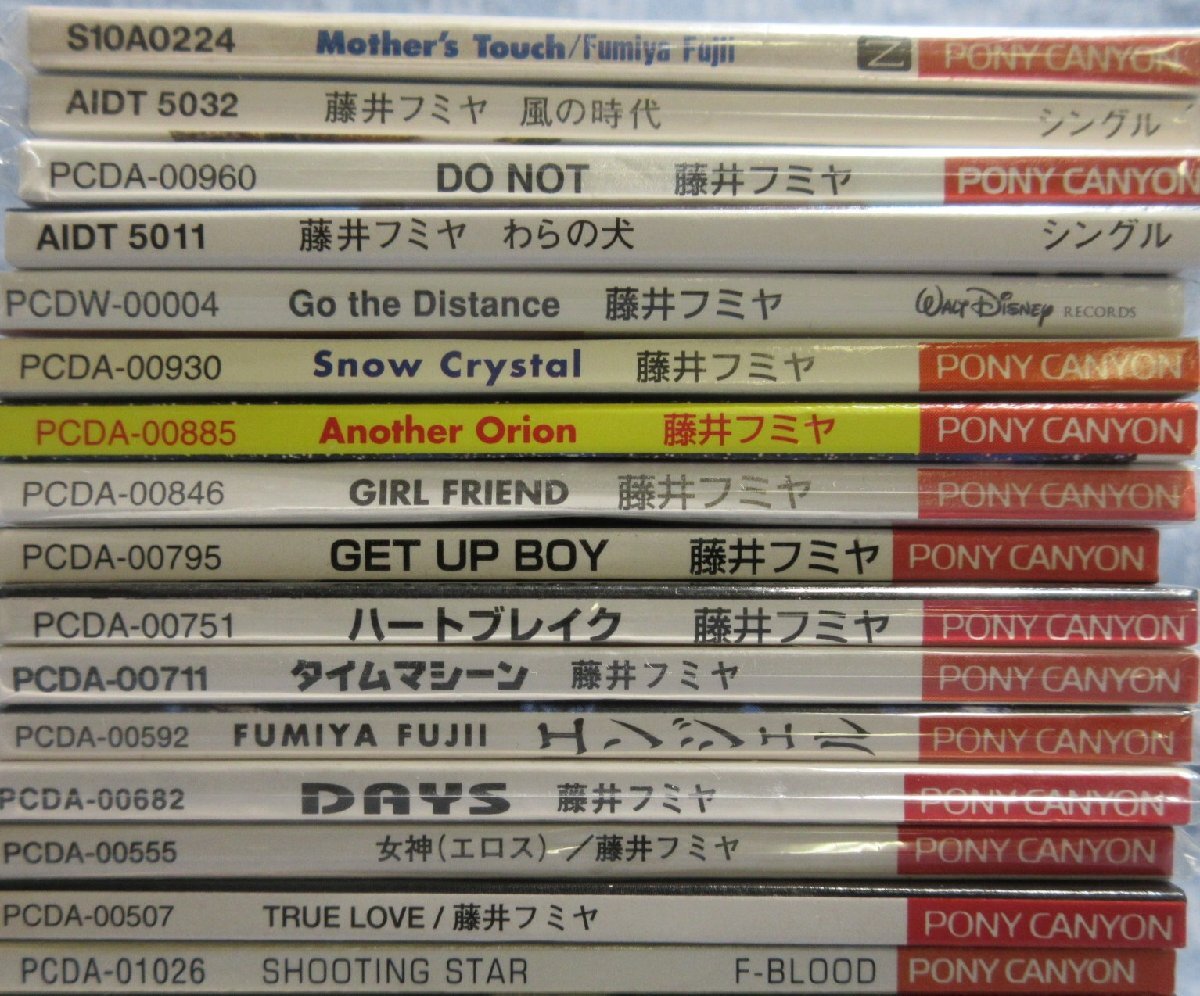 S10A0224 Mother's Touch/Fumiya Fujii N PONY CANYON
AIDT 5032 藤井フミヤ 風の時代 シングル
PCDA-00960 DO NOT 藤井フミヤ PONY CANYON
AIDT 5011 藤井フミヤ わらの犬 シングル
PCDW-00004 Go the Distance 藤井フミヤ WALT DISNEY RECORDS
PCDA-00930 Snow Crystal 藤井フミヤ PONY CANYON
PCDA-00885 Another Orion 藤井フミヤ PONY CANYON
PCDA-00846 GIRL FRIEND 藤井フミヤ PONY CANYON
PCDA-00795 GET UP BOY 藤井フミヤ PONY CANYON
PCDA-00751 ハートブレイク 藤井フミヤ PONY CANYON
PCDA-00711 タイムマシーン 藤井フミヤ PONY CANYON
PCDA-00592 FUMIYA FUJII エンジェル PONY CANYON
PCDA-00682 DAYS 藤井フミヤ PONY CANYON
PCDA-00555 女神(エロス)/藤井フミヤ PONY CANYON
PCDA-00507 TRUE LOVE / 藤井フミヤ PONY CANYON
PCDA-01026 SHOOTING STAR F-BLOOD PONY CANYON